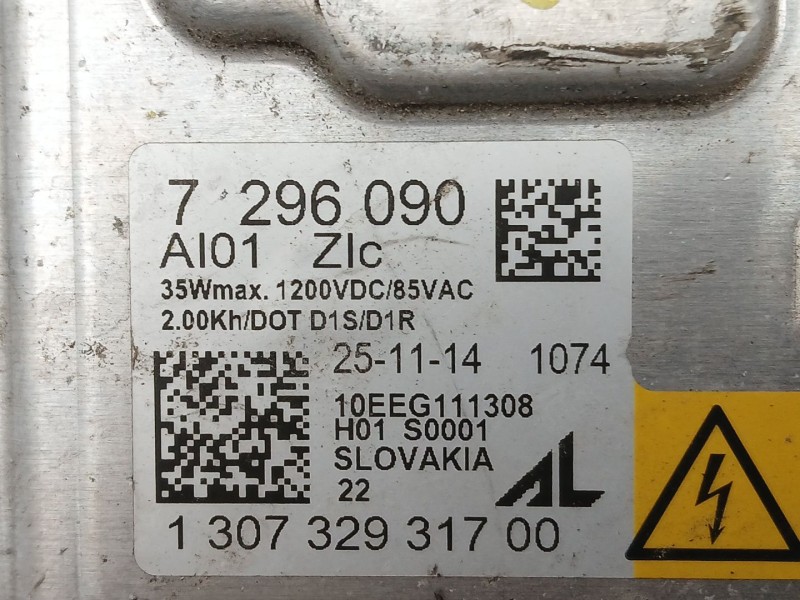 7 296 090
AI01 ZIc
35Wmax. 1200VDC/85VAC
2.00Kh/DOT D1S/D1R
25-11-14 1074
10EEG111308
H01 S0001
SLOVAKIA
22
AL
1 307 329 317 00